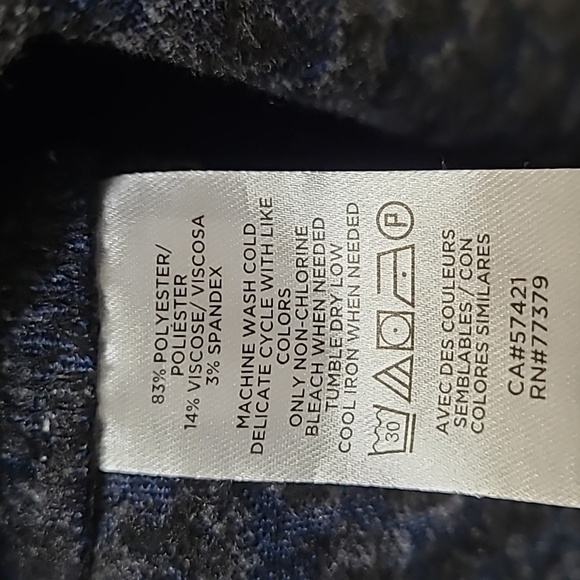 83% POLYESTER/
POLIÉSTER
14% VISCOSE/ VISCOSA
3% SPANDEX
MACHINE WASH COLD
DELICATE CYCLE WITH LIKE
COLORS
ONLY NON-CHLORINE
BLEACH WHEN NEEDED
TUMBLE DRY LOW
COOL IRON WHEN NEEDED
30 P
AVEC DES COULEURS
SEMBLABLES / CON
COLORES SIMILARES
CA#57421
RN#77379